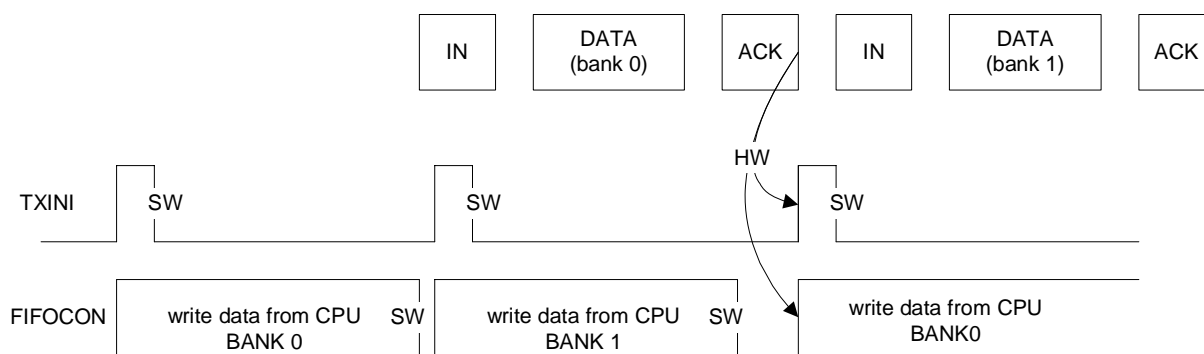 IN
DATA
(bank 0)
ACK
IN
DATA
(bank 1)
ACK
HW
TXINI
SW
SW
SW
FIFOCON
write data from CPU
BANK 0
SW
write data from CPU
BANK 1
SW
write data from CPU
BANK0